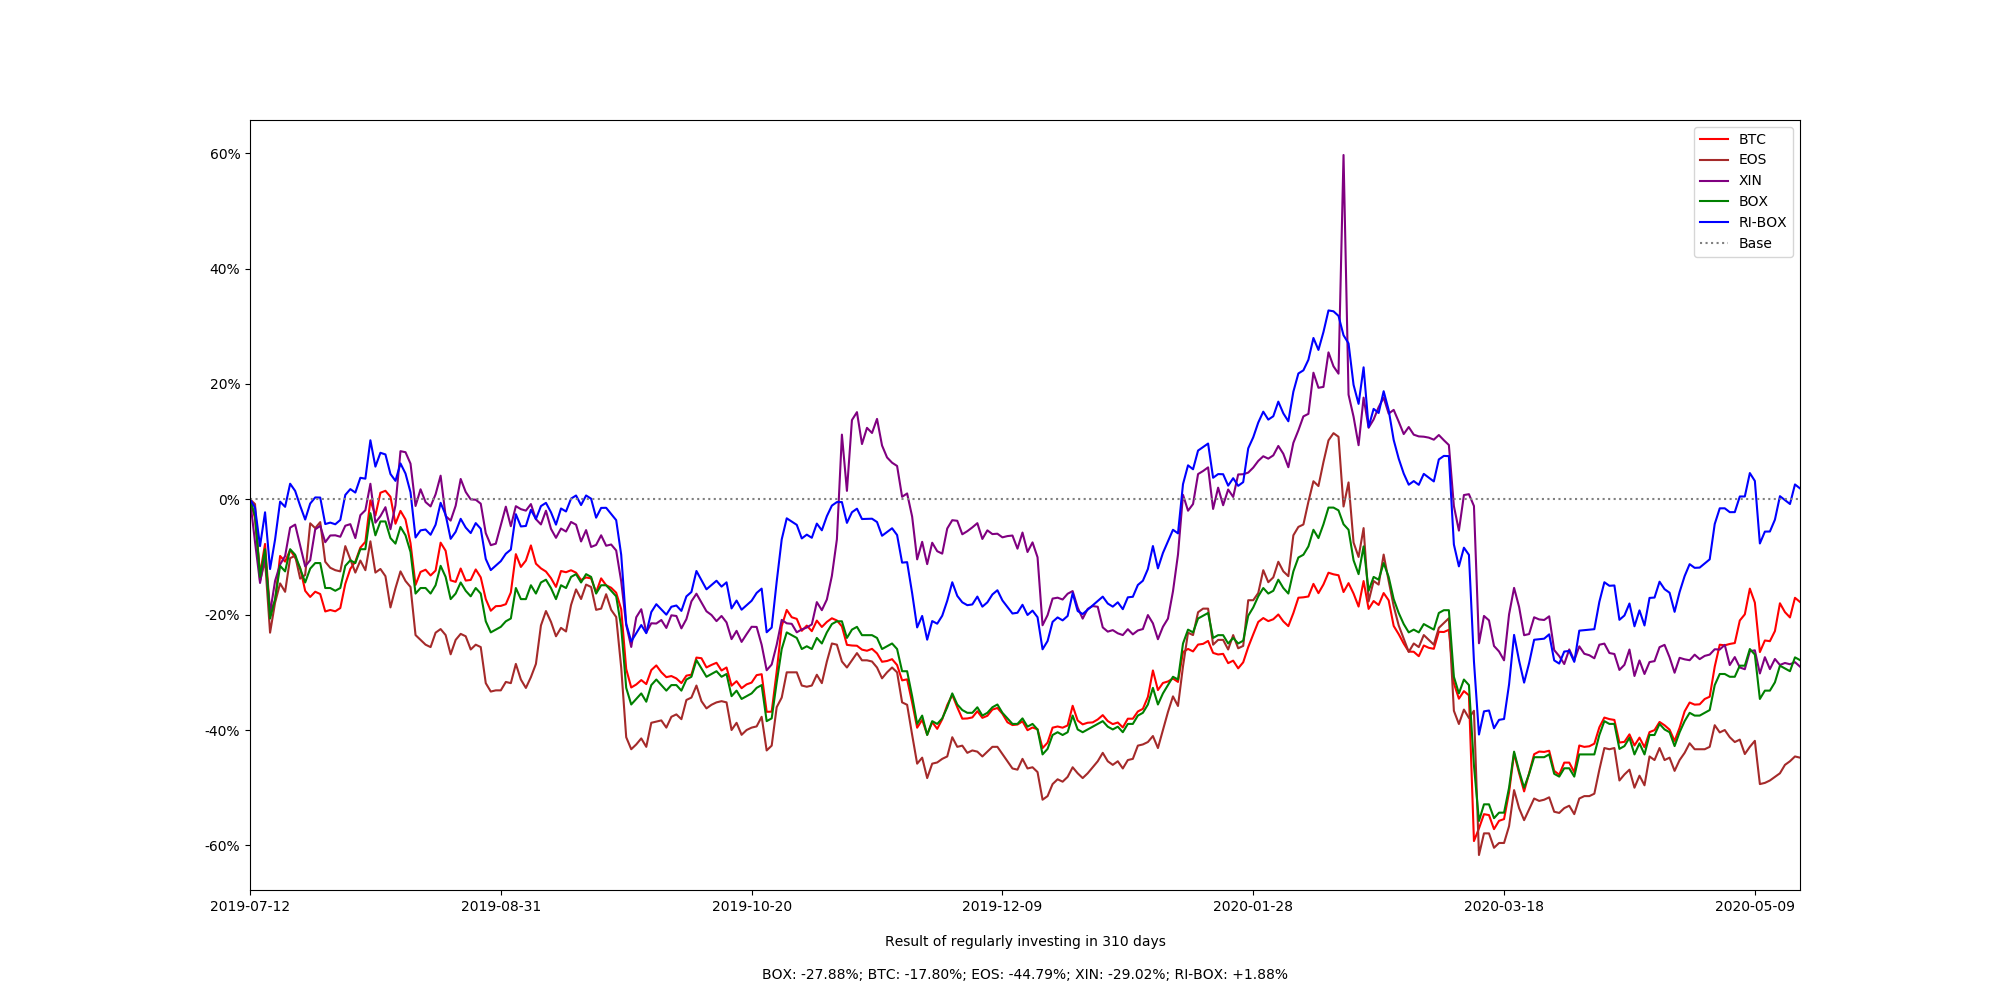 60%
40%
20%
0%
-20%
-40%
-60%
BTC
EOS
XIN
BOX
RI-BOX
Base
2019-07-12 2019-08-31 2019-10-20 2019-12-09 2020-01-28 2020-03-18 2020-05-09
Result of regularly investing in 310 days
BOX: -27.88%; BTC: -17.80%; EOS: -44.79%; XIN: -29.02%; RI-BOX: +1.88%